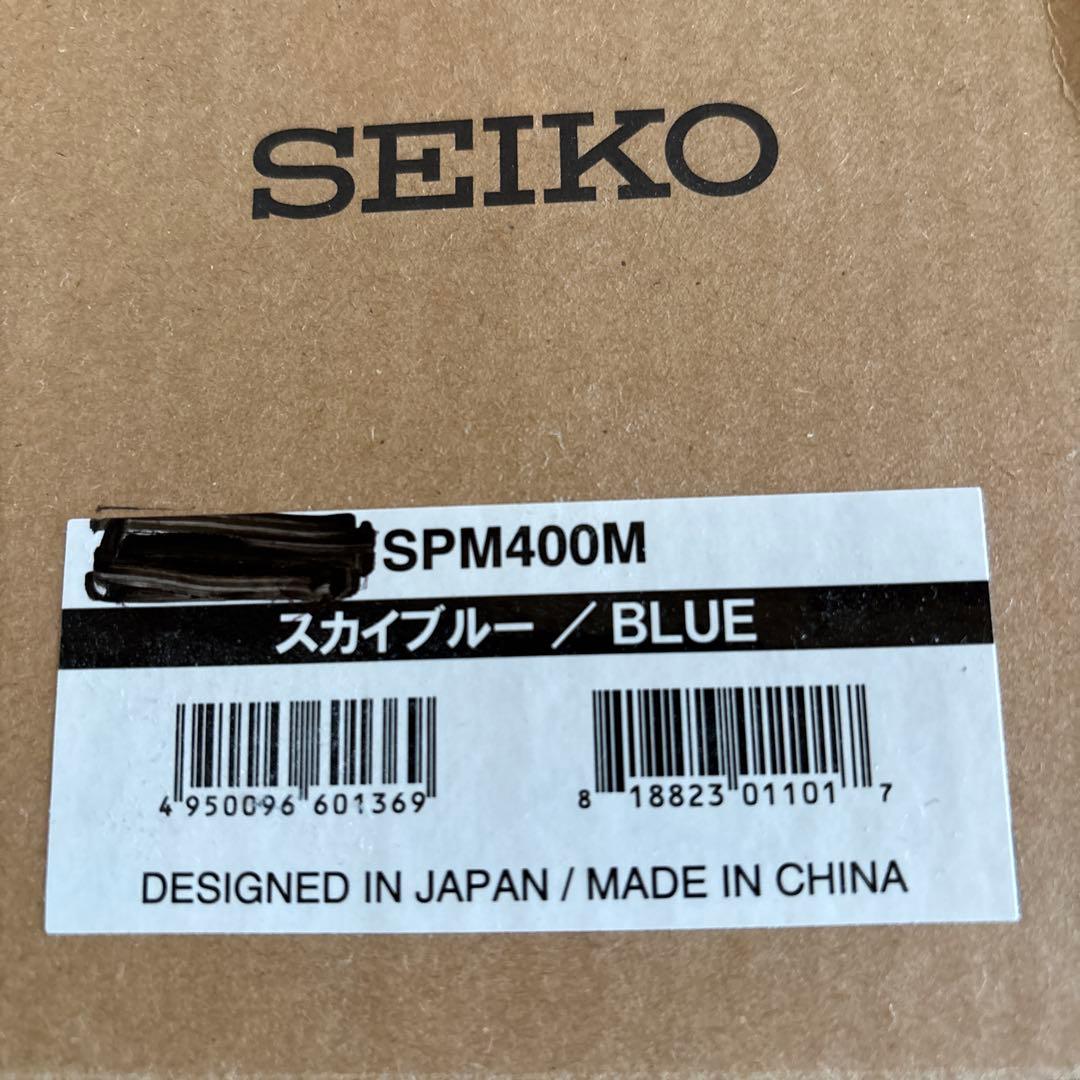 SEIKO
SPM400M
スカイブルー / BLUE
4 950096 601369
8 18823 01101 7
DESIGNED IN JAPAN / MADE IN CHINA